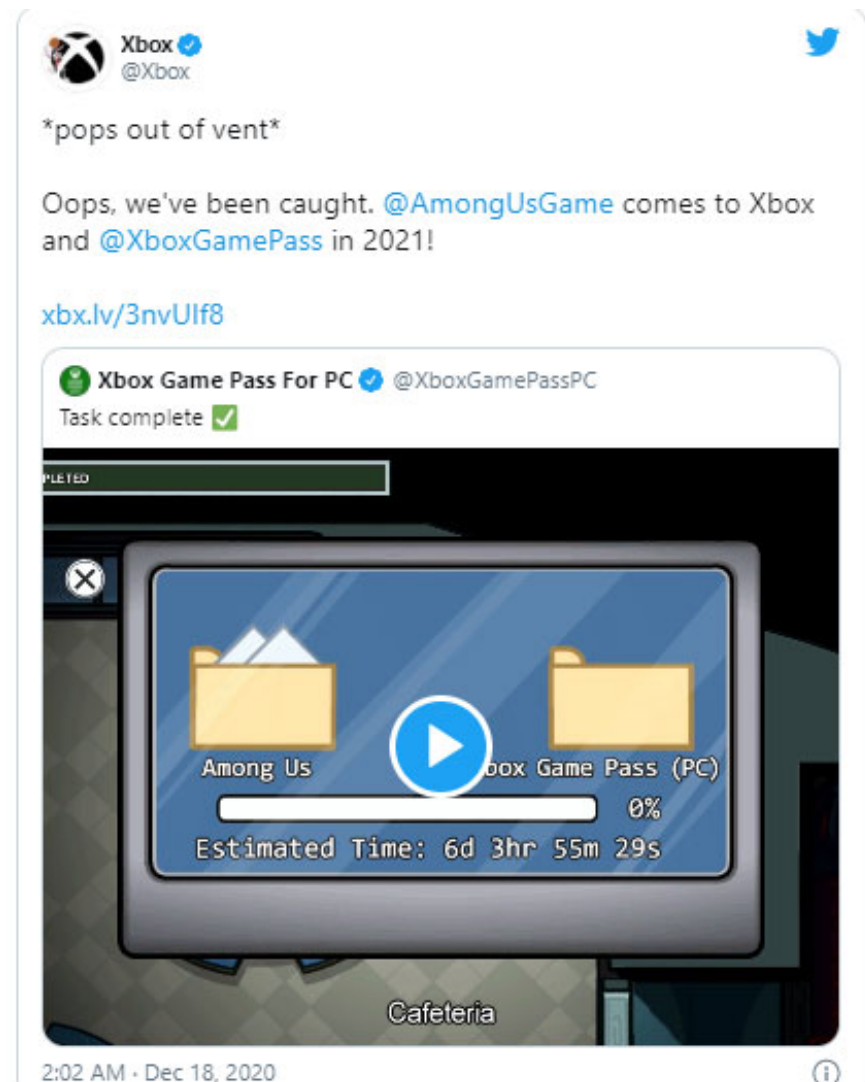 Xbox
@Xbox
*pops out of vent*
Oops, we've been caught. @AmongUsGame comes to Xbox
and @XboxGamePass in 2021!
xbx.lv/3nvUIf8
Xbox Game Pass For PC @XboxGamePassPC
Task complete ✅
PLETED
Among Us
box Game Pass (PC)
0%
Estimated Time: 6d 3hr 55m 29s
Cafeteria
2:02 AM · Dec 18, 2020